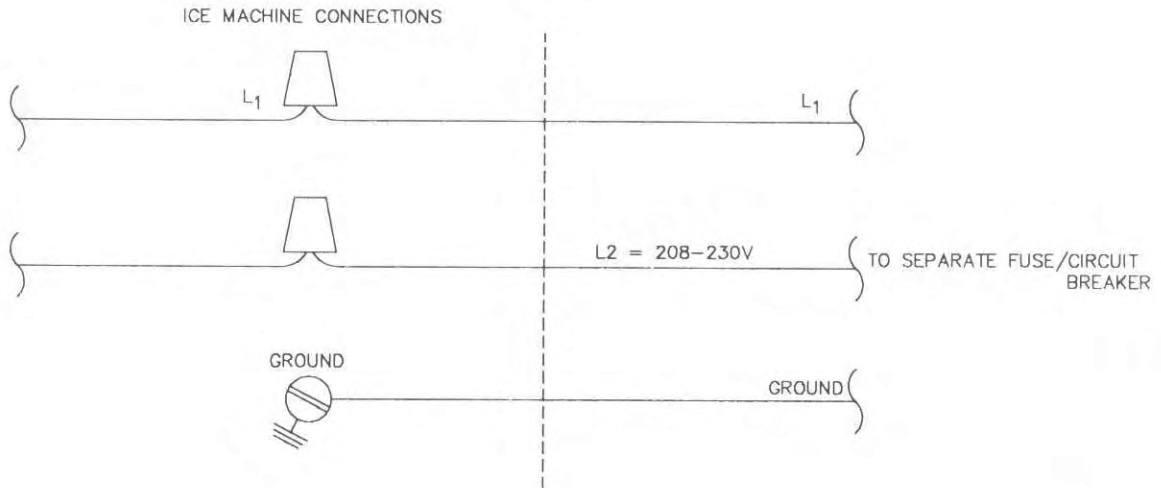 ICE MACHINE CONNECTIONS
L1
L1
L2 = 208-230V
TO SEPARATE FUSE/CIRCUIT
BREAKER
GROUND
GROUND